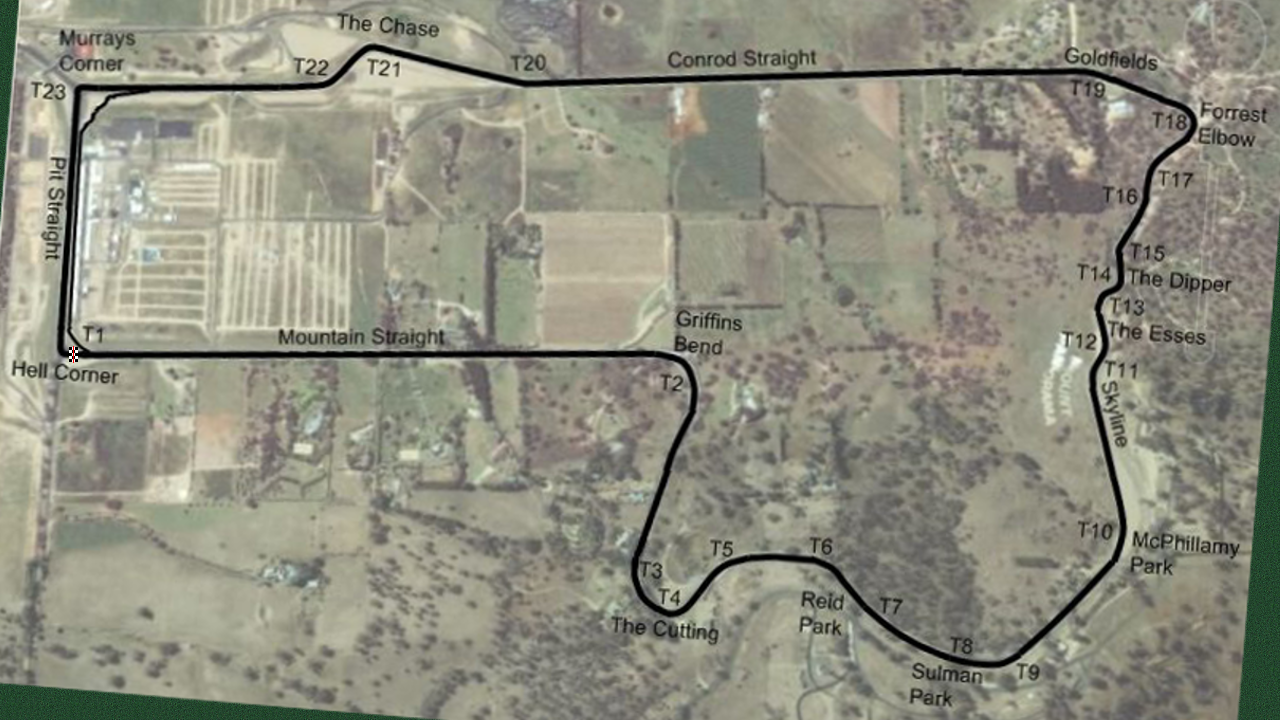 The Chase
Murrays
Corner
T23
T22
T21
T20
Conrod Straight
Goldfields
T19
T18
Forrest
Elbow
T17
T16
T15
T14
The Dipper
T13
The Esses
T12
T11
Skyline
Pit Straight
T1
Hell Corner
Mountain Straight
Griffins
Bend
T2
T3
T4
The Cutting
T5
T6
Reid
Park
T7
T8
Sulman
Park
T9
T10
McPhillamy
Park